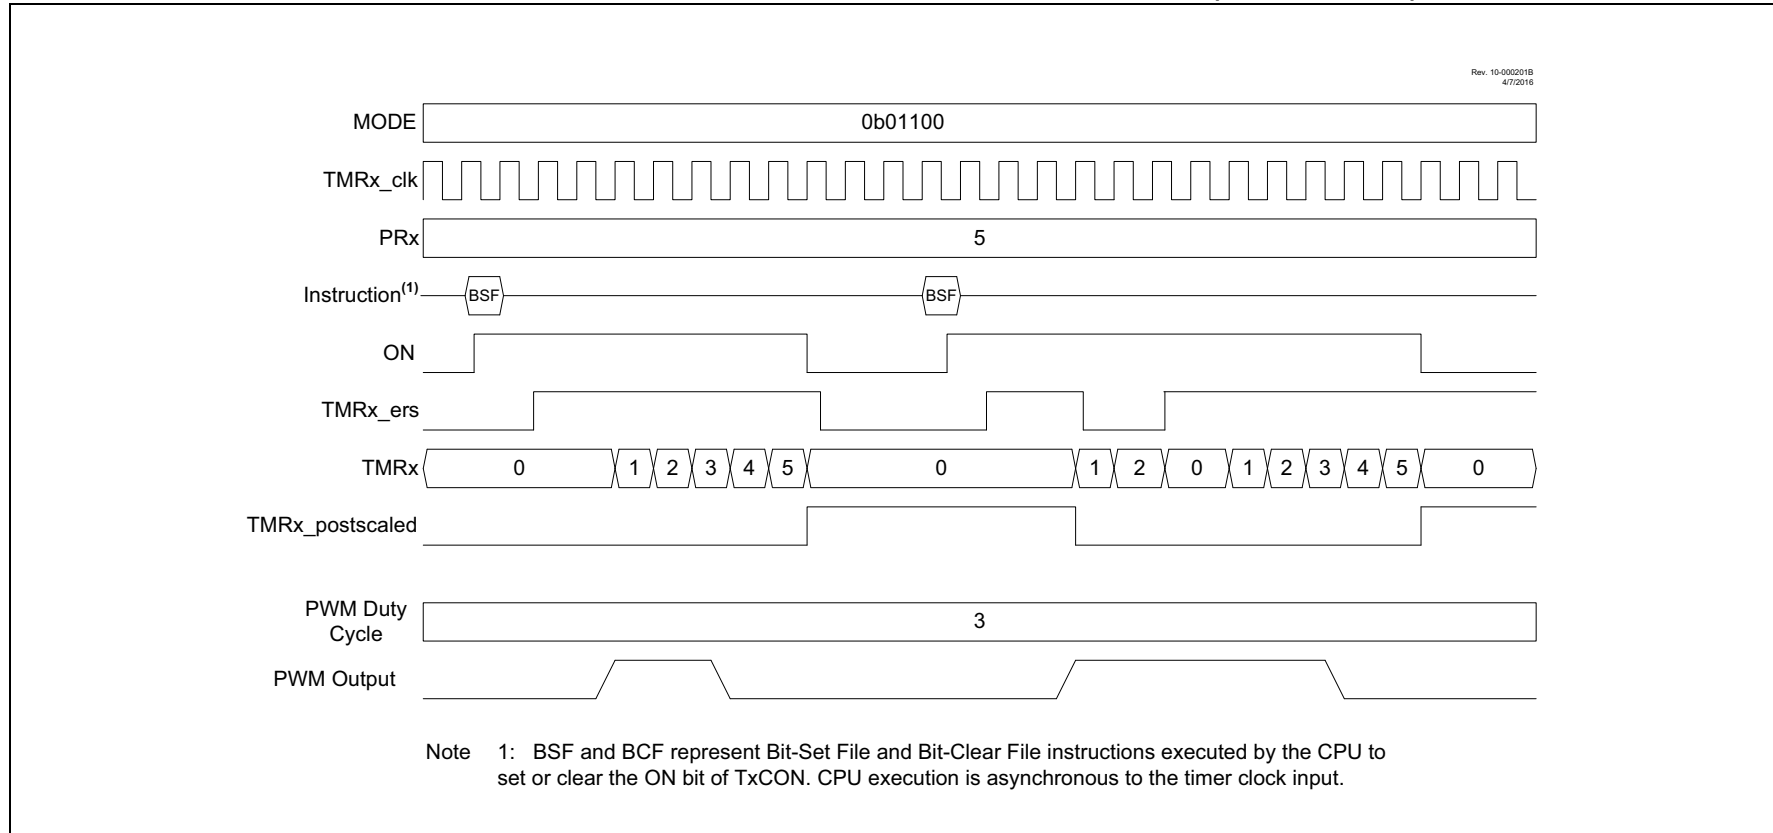 Rev. 10-000201B
4/7/2016
MODE 0b01100
TMRx_clk
PRx 5
Instruction(1) BSF BSF
ON
TMRx_ers
TMRx 0 1 2 3 4 5 0 1 2 0 1 2 3 4 5 0
TMRx_postscaled
PWM Duty
Cycle 3
PWM Output
Note 1: BSF and BCF represent Bit-Set File and Bit-Clear File instructions executed by the CPU to
set or clear the ON bit of TxCON. CPU execution is asynchronous to the timer clock input.